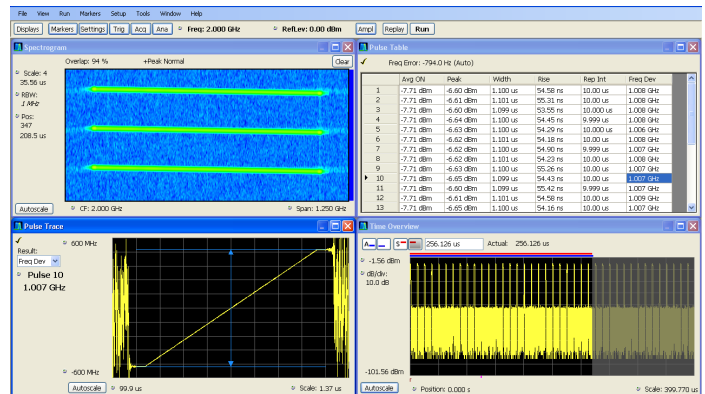 File View Run Markers Setup Tools Window Help
Displays Markers Settings Trig Acq Ana Freq: 2.000 GHz RefLev: 0.00 dBm Ampl Replay Run
Spectrogram
Overlap: 94 % +Peak Normal Clear
Scale: 4
35.56 us
RBW:
1 MHz
Pos:
347
208.5 us
Autoscale CF: 2.000 GHz Span: 1.250 GHz
Pulse Table
Freq Error: -794.0 Hz (Auto)
Avg ON Peak Width Rise Rep Int Freq Dev
1 -7.71 dBm -6.60 dBm 1.100 us 54.58 ns 10.00 us 1.008 GHz
2 -7.71 dBm -6.61 dBm 1.101 us 55.31 ns 10.00 us 1.008 GHz
3 -7.71 dBm -6.60 dBm 1.099 us 53.55 ns 10.000 us 1.008 GHz
4 -7.71 dBm -6.64 dBm 1.100 us 54.45 ns 9.999 us 1.008 GHz
5 -7.71 dBm -6.63 dBm 1.100 us 54.29 ns 10.000 us 1.006 GHz
6 -7.71 dBm -6.62 dBm 1.101 us 54.18 ns 10.00 us 1.008 GHz
7 -7.71 dBm -6.62 dBm 1.100 us 54.90 ns 9.999 us 1.007 GHz
8 -7.71 dBm -6.62 dBm 1.101 us 54.23 ns 10.00 us 1.008 GHz
9 -7.71 dBm -6.63 dBm 1.100 us 55.26 ns 10.00 us 1.007 GHz
10 -7.71 dBm -6.65 dBm 1.099 us 54.43 ns 10.00 us 1.007 GHz
11 -7.71 dBm -6.60 dBm 1.099 us 55.42 ns 9.999 us 1.007 GHz
12 -7.71 dBm -6.61 dBm 1.101 us 54.58 ns 10.00 us 1.009 GHz
13 -7.71 dBm -6.65 dBm 1.100 us 54.16 ns 10.00 us 1.007 GHz
Pulse Trace
Result:
Freq Dev
Pulse 10
1.007 GHz
600 MHz
-600 MHz
Autoscale 99.9 us Scale: 1.37 us
Time Overview
A 256.126 us Actual: 256.126 us
-1.56 dBm
dB/div:
10.0 dB
-101.56 dBm
Autoscale Position: 0.000 s Scale: 399.770 us